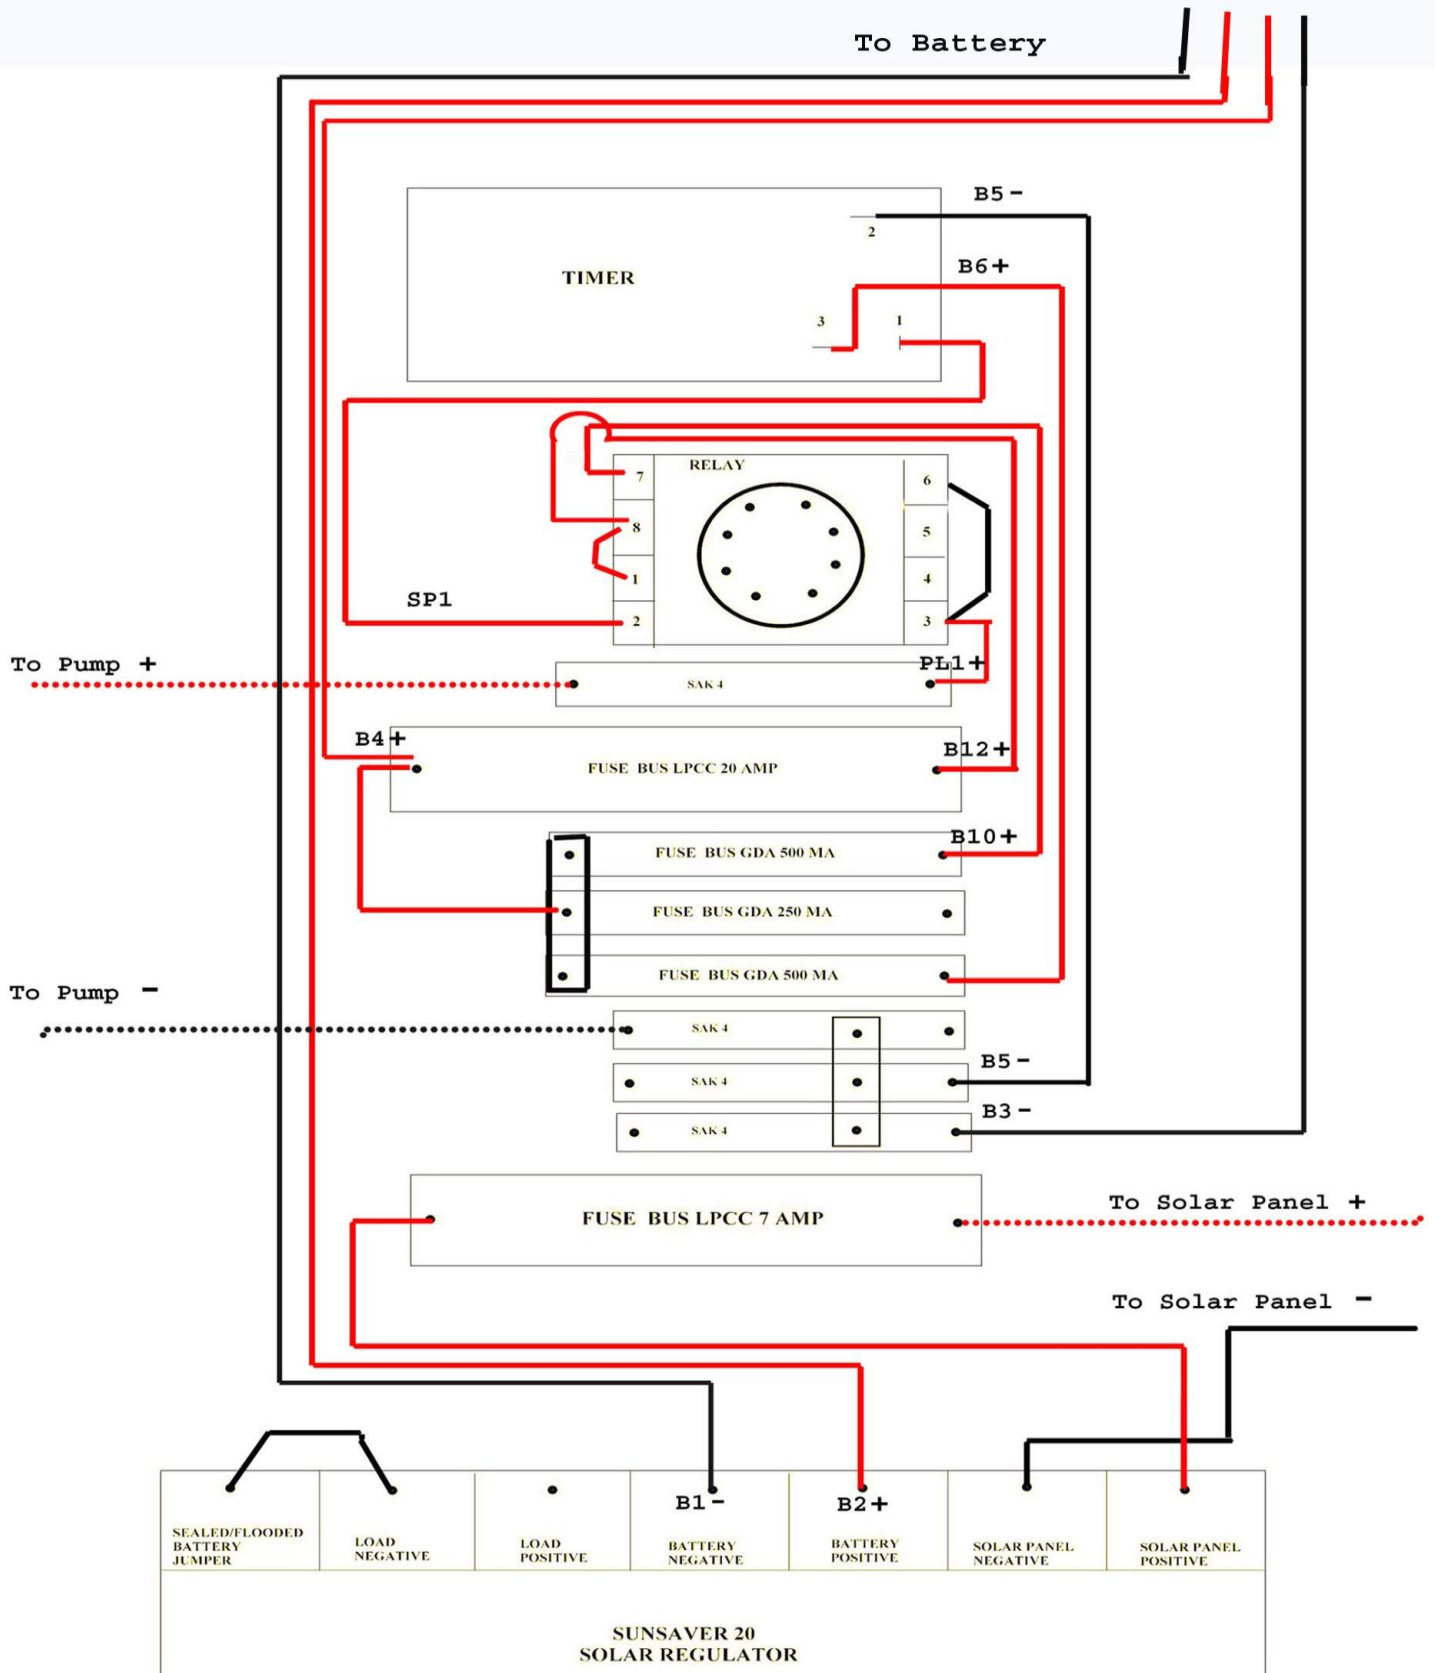 To Battery
B5-
2
B6+
TIMER
3
1
RELAY
7
6
8
5
1
4
SP1
2
3
To Pump +
PL1+
SAK 4
B4+
B12+
FUSE BUS LPCC 20 AMP
B10+
FUSE BUS GDA 500 MA
FUSE BUS GDA 250 MA
FUSE BUS GDA 500 MA
To Pump -
SAK 4
B5-
SAK 4
B3-
SAK 4
To Solar Panel +
FUSE BUS LPCC 7 AMP
To Solar Panel -
B1-
B2+
SEALED/FLOODED
BATTERY
JUMPER
LOAD
NEGATIVE
LOAD
POSITIVE
BATTERY
NEGATIVE
BATTERY
POSITIVE
SOLAR PANEL
NEGATIVE
SOLAR PANEL
POSITIVE
SUNSAVER 20
SOLAR REGULATOR